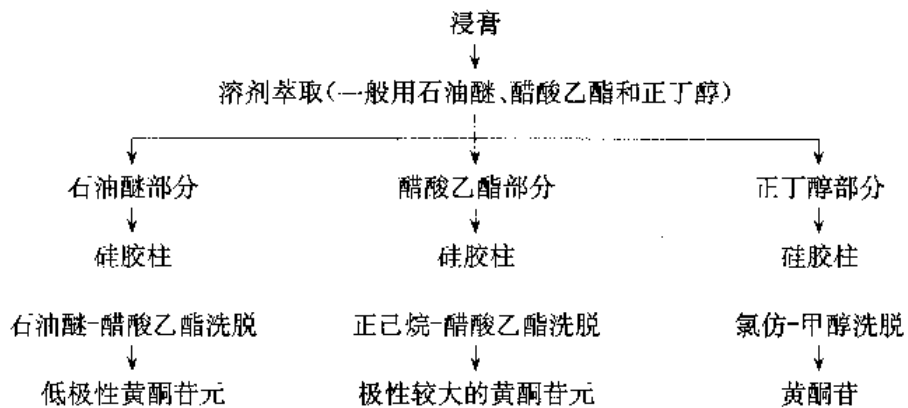 浸膏
溶剂萃取(一般用石油醚、醋酸乙酯和正丁醇)
石油醚部分 醋酸乙酯部分 正丁醇部分
硅胶柱 硅胶柱 硅胶柱
石油醚-醋酸乙酯洗脱 正己烷-醋酸乙酯洗脱 氯仿-甲醇洗脱
低极性黄酮苷元 极性较大的黄酮苷元 黄酮苷